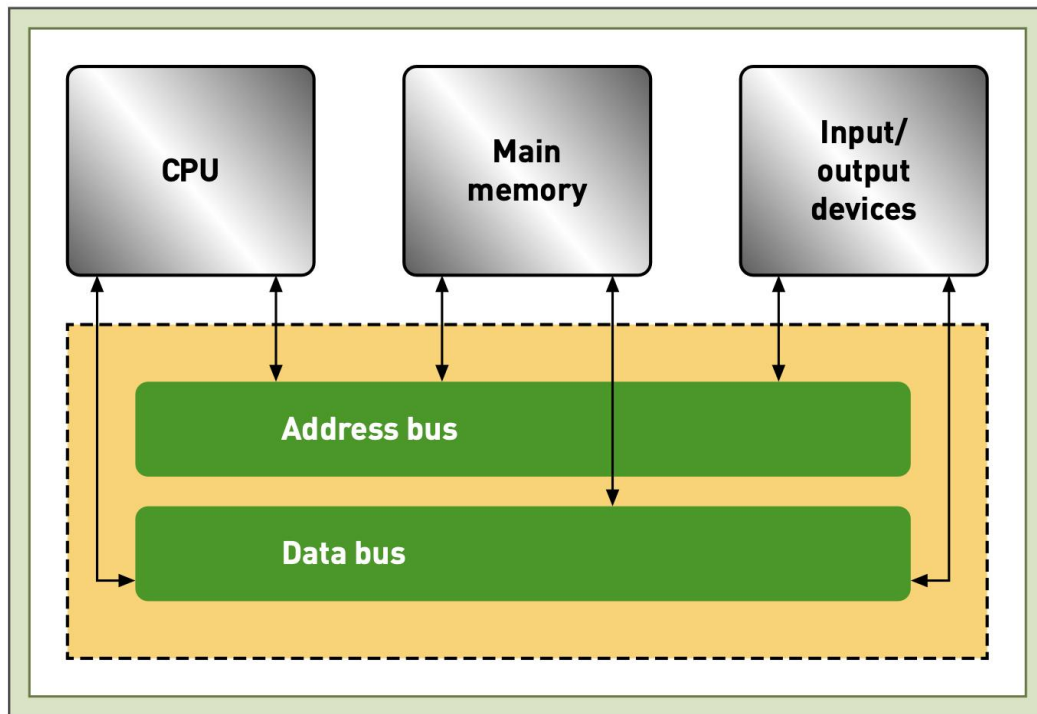 CPU
Main
memory
Input/
output
devices
Address bus
Data bus